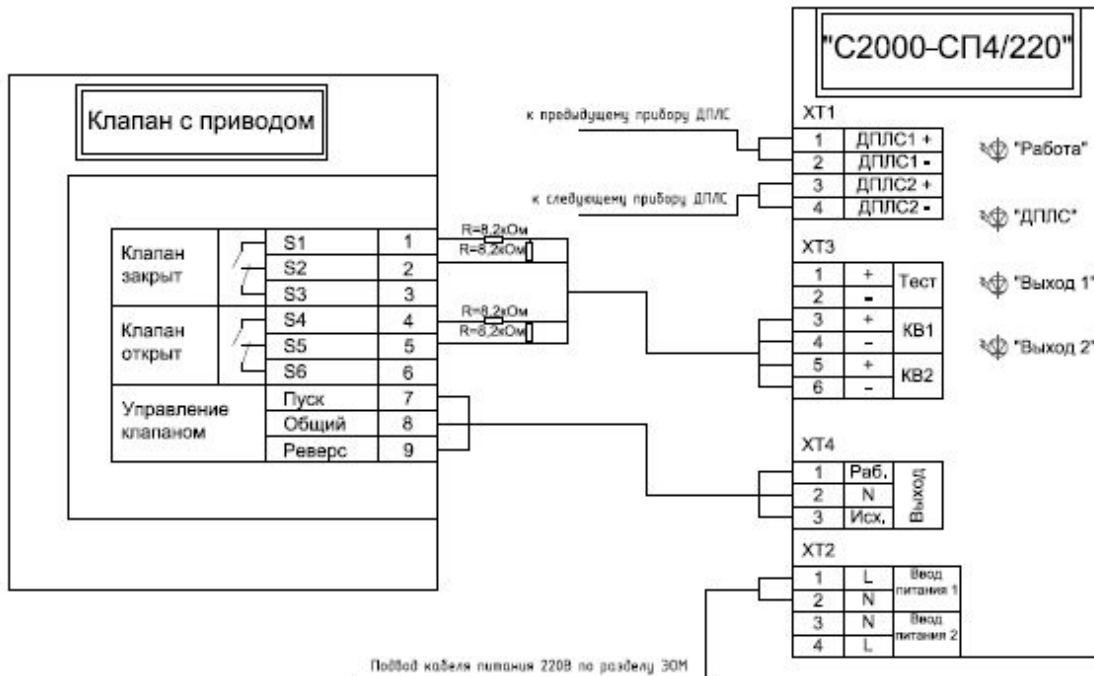 "С2000-СП4/220"
Клапан с приводом
к предыдущему прибору ДПЛС
к следующему прибору ДПЛС
XT1
1 ДПЛС1 +
2 ДПЛС1 -
3 ДПЛС2 +
4 ДПЛС2 -
"Работа"
"ДПЛС"
"Выход 1"
"Выход 2"
Клапан
закрыт
S1 1
S2 2
S3 3
R=8,2кОм
R=8,2кОм
Клапан
открыт
S4 4
S5 5
S6 6
R=8,2кОм
R=8,2кОм
Управление
клапаном
Пуск 7
Общий 8
Реверс 9
XT3
1 + Тест
2 -
3 + КВ1
4 -
5 + КВ2
6 -
XT4
1 Раб.
2 N
3 Исх.
Выход
XT2
1 L Ввод
2 N питания 1
3 N Ввод
4 L питания 2
Подвод кабеля питания 220В по разделу ЭОМ